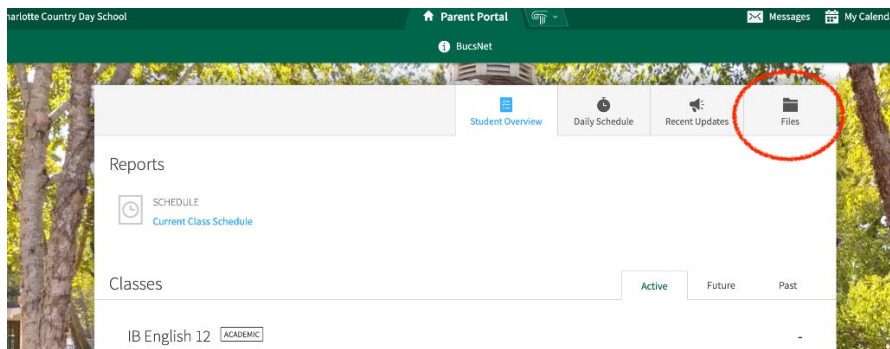 harlotte Country Day School Parent Portal Messages My Calend
BucsNet
Student Overview Daily Schedule Recent Updates Files
Reports
SCHEDULE
Current Class Schedule
Classes Active Future Past
IB English 12 ACADEMIC -